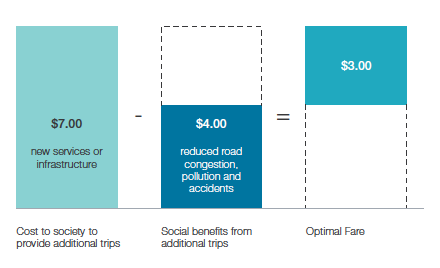 $7.00
new services or
infrastructure
-
$4.00
reduced road
congestion,
pollution and
accidents
=
$3.00
Cost to society to
provide additional trips
Social benefits from
additional trips
Optimal Fare